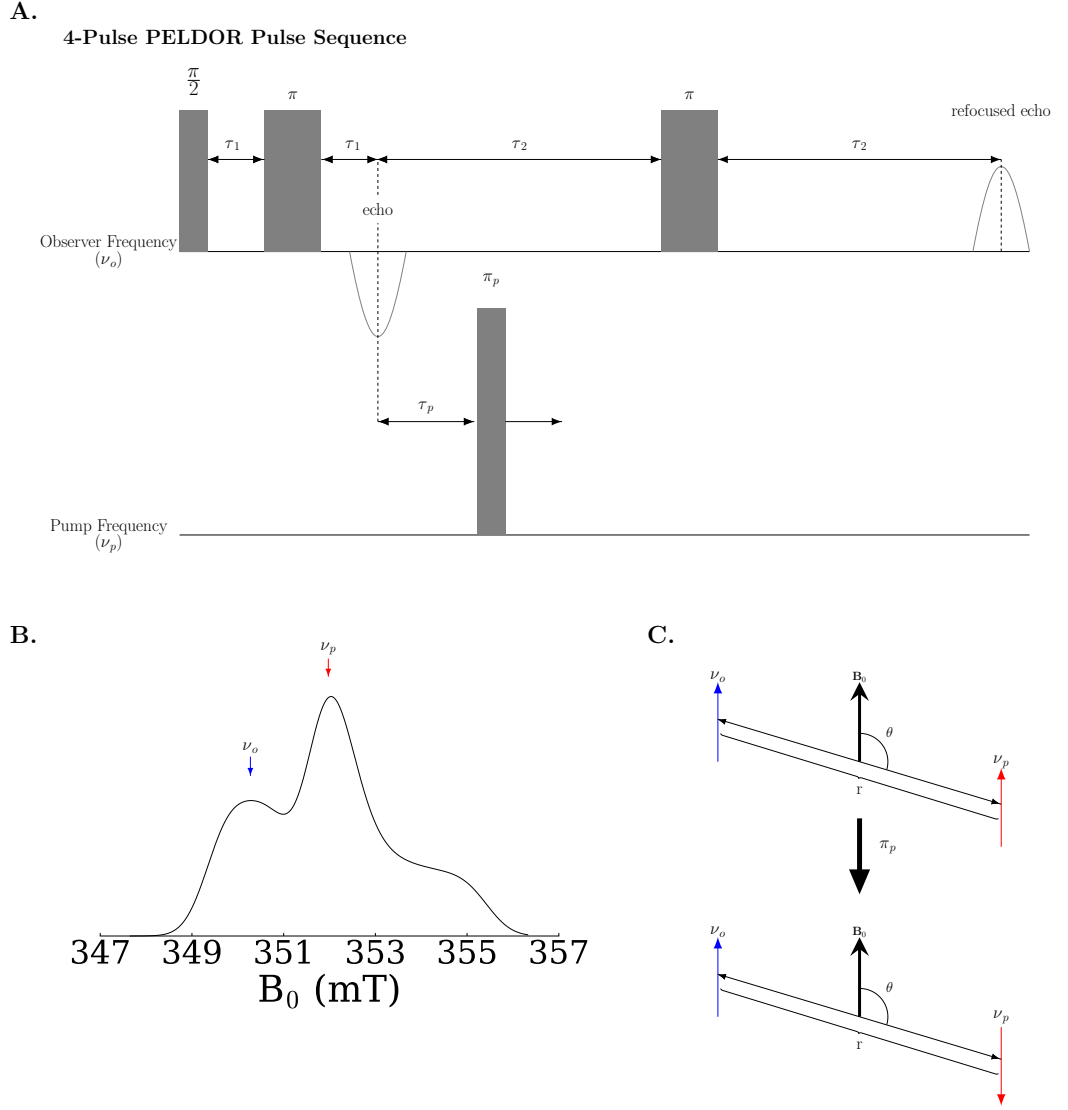 A.
4-Pulse PELDOR Pulse Sequence
π/2
π
π
refocused echo
τ₁
τ₁
τ₂
τ₂
echo
Observer Frequency
(νₒ)
πₚ
τₚ
Pump Frequency
(νₚ)
B.
νₚ
νₒ
347 349 351 353 355 357
B₀ (mT)
C.
νₒ
B₀
θ
νₚ
r
πₚ
νₒ
B₀
θ
νₚ
r